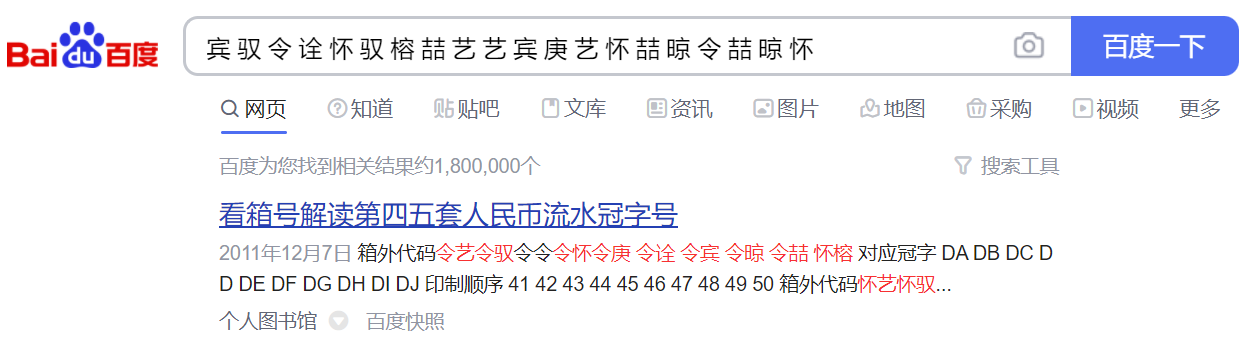 Bai du 百度 宾驭令诠怀驭榕喆艺艺宾庚艺怀喆晾令喆晾怀 百度一下
网页 知道 贴贴吧 文库 资讯 图片 地图 采购 视频 更多
百度为您找到相关结果约1,800,000个 搜索工具
看箱号解读第四五套人民币流水冠字号
2011年12月7日 箱外代码令艺令驭令令令怀令庚 令诠 令宾 令晾 令喆 怀榕 对应冠字 DA DB DC D
D DE DF DG DH DI DJ 印制顺序 41 42 43 44 45 46 47 48 49 50 箱外代码怀艺怀驭...
个人图书馆 百度快照